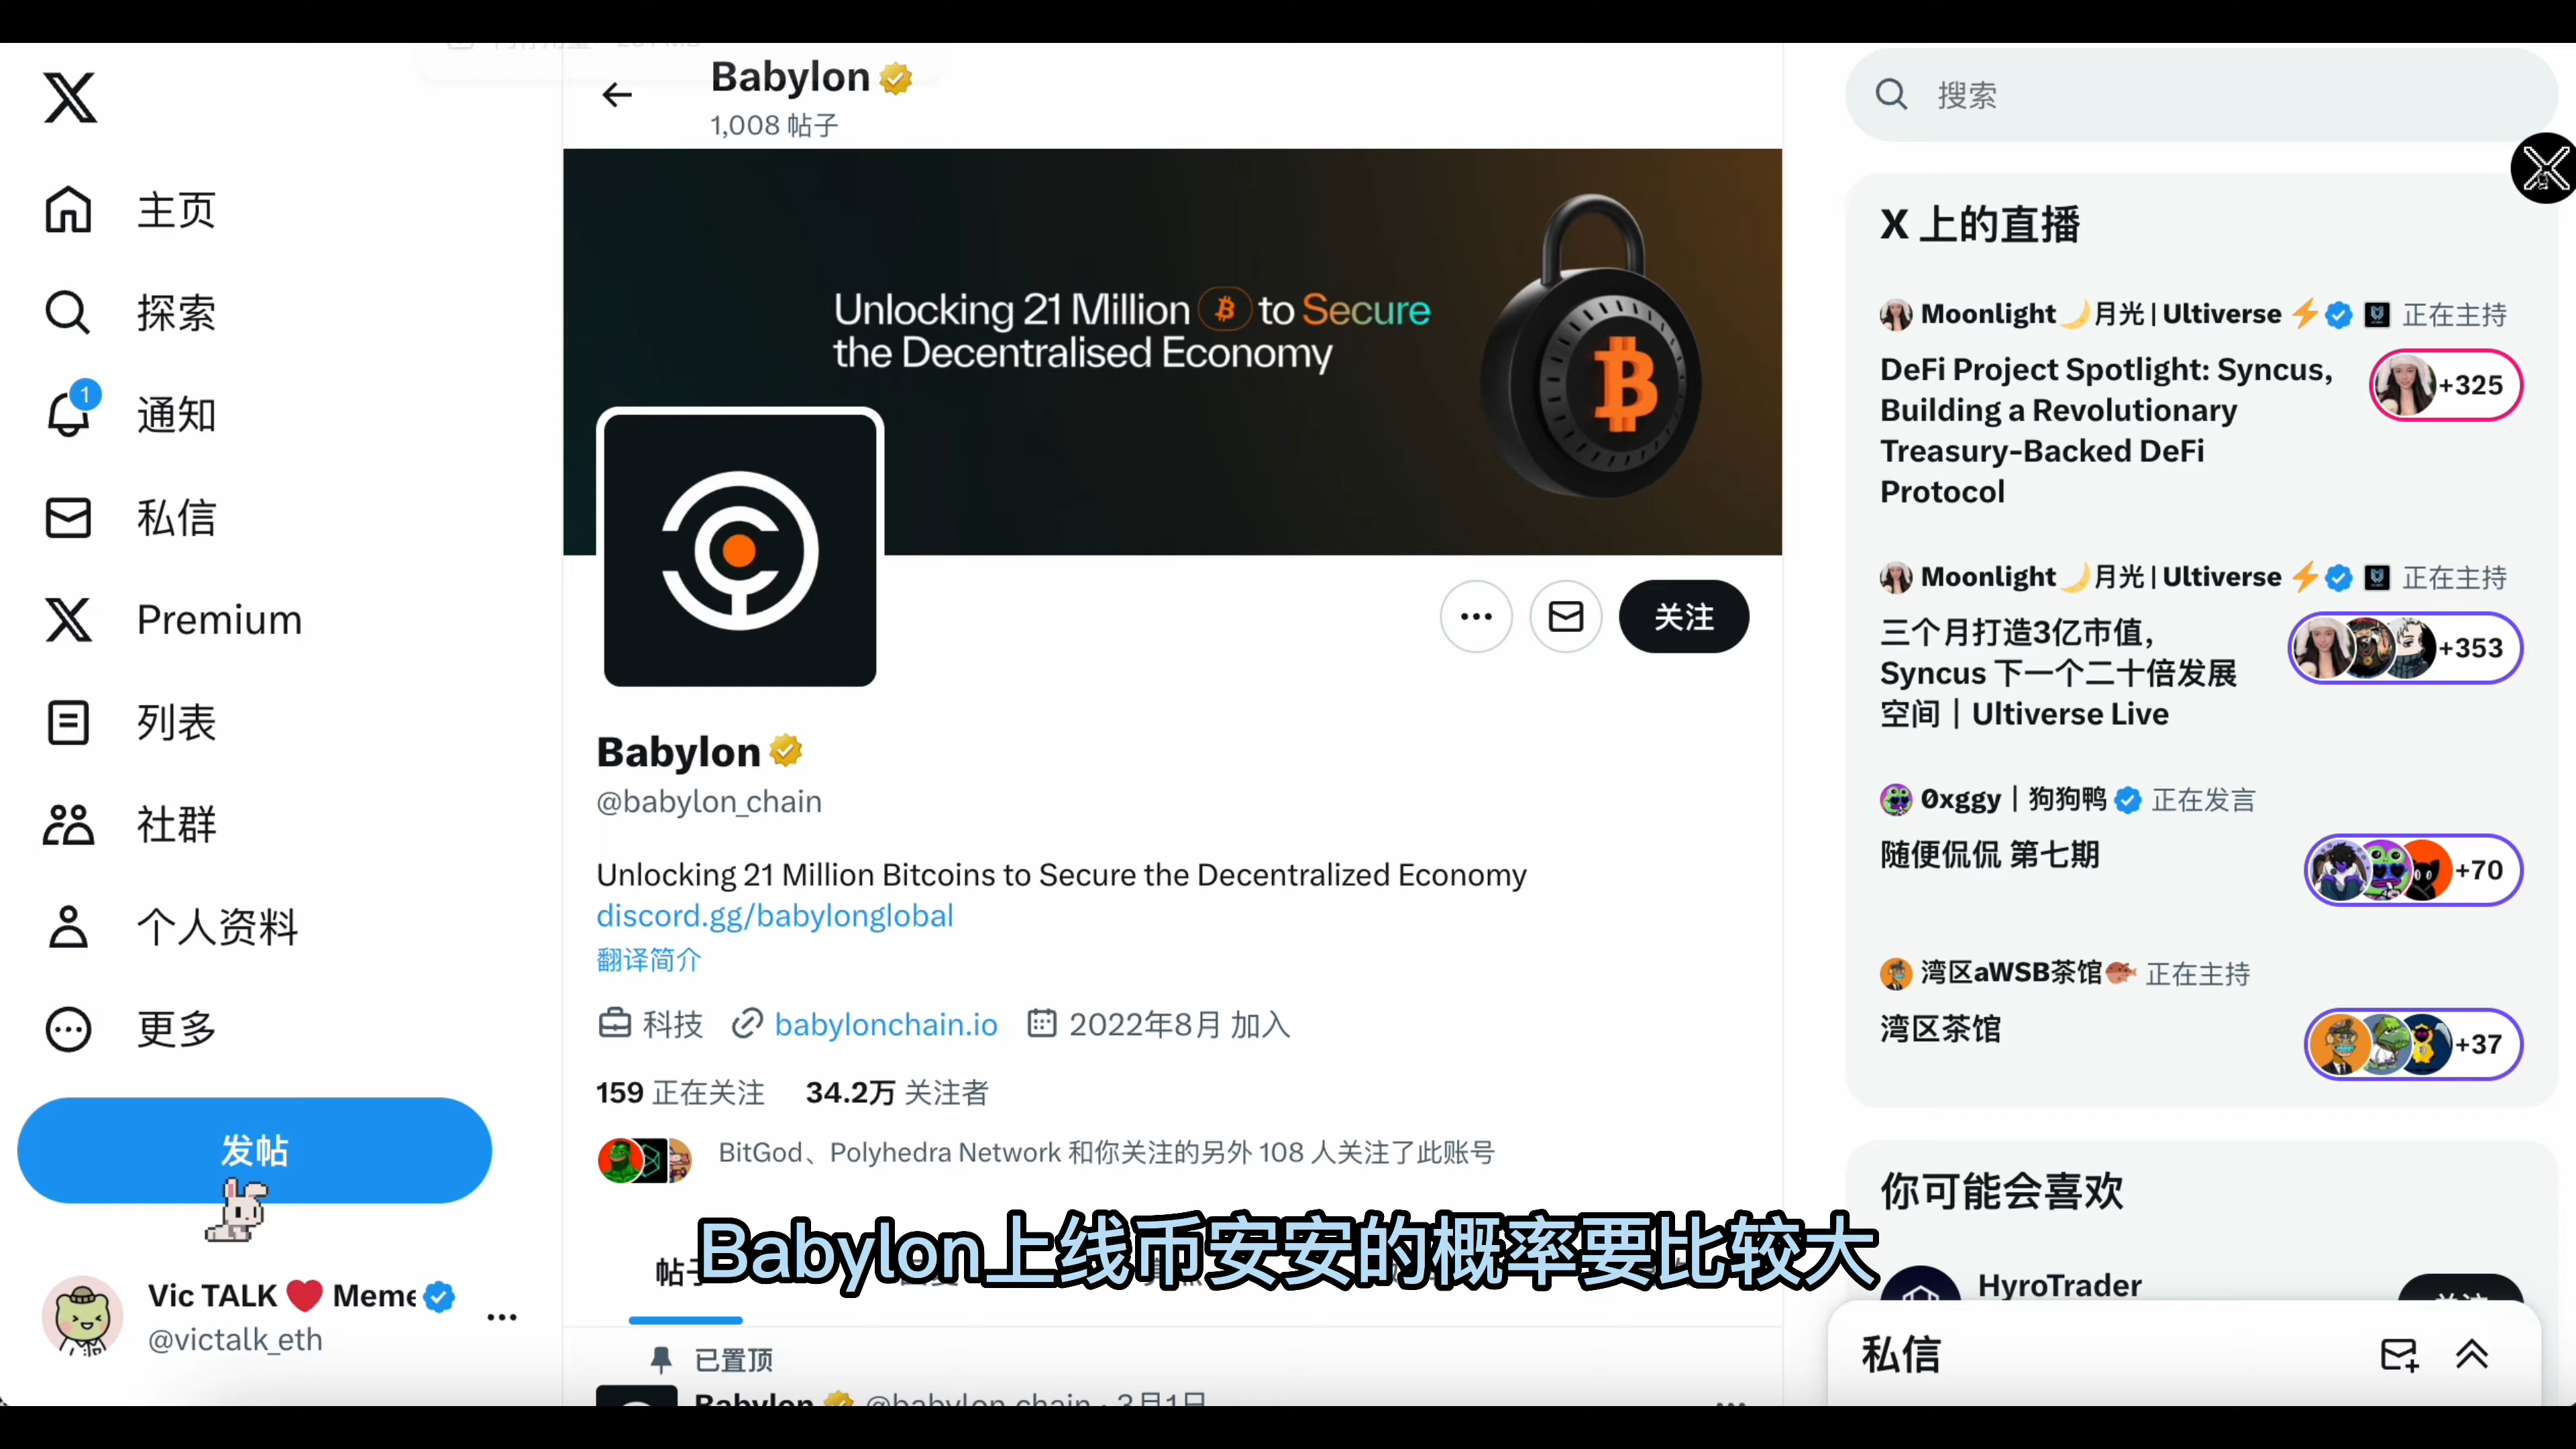 主页
探索
1
通知
私信
Premium
列表
社群
个人资料
更多
发帖
Vic TALK ❤️ Meme
@victalk_eth
Babylon
1,008 帖子
Unlocking 21 Million ₿ to Secure
the Decentralised Economy
关注
Babylon
@babylon_chain
Unlocking 21 Million Bitcoins to Secure the Decentralized Economy
discord.gg/babylonglobal
翻译简介
科技 babylonchain.io 2022年8月 加入
159 正在关注 34.2万 关注者
BitGod、Polyhedra Network 和你关注的另外 108 人关注了此账号
Babylon上线币安安的概率要比较大
已置顶
Babylon @babylon_chain · 3月1日
搜索
X 上的直播
Moonlight🌙月光 | Ultiverse ⚡ 正在主持
DeFi Project Spotlight: Syncus,
Building a Revolutionary
Treasury-Backed DeFi
Protocol
+325
Moonlight🌙月光 | Ultiverse ⚡ 正在主持
三个月打造3亿市值，
Syncus 下一个二十倍发展
空间｜Ultiverse Live
+353
0xggy｜狗狗鸭 正在发言
随便侃侃 第七期
+70
湾区aWSB茶馆🐡 正在主持
湾区茶馆
+37
你可能会喜欢
HyroTrader
私信